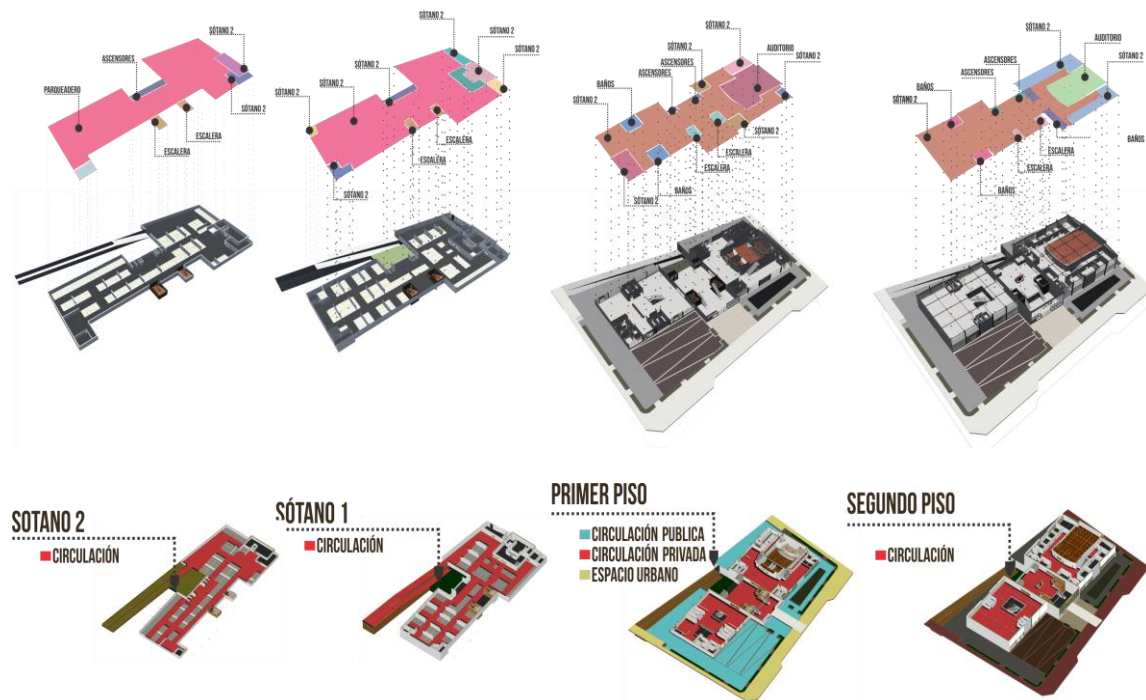 PARQUEADERO
ASCENSORES
SÓTANO 2
SÓTANO 2
ESCALERA
ESCALERA
SÓTANO 2
SÓTANO 2
SÓTANO 2
SÓTANO 2
SÓTANO 2
SÓTANO 2
ESCALERA
ESCALERA
SÓTANO 2
SÓTANO 2
ASCENSORES
AUDITORIO
BAÑOS
SÓTANO 2
SÓTANO 2
SÓTANO 2
ESCALERA
ESCALERA
BAÑOS
SÓTANO 2
SÓTANO 2
AUDITORIO
ASCENSORES
SÓTANO 2
BAÑOS
SÓTANO 2
BAÑOS
ESCALERA
ESCALERA
BAÑOS
SOTANO 2
CIRCULACIÓN
SÓTANO 1
CIRCULACIÓN
PRIMER PISO
CIRCULACIÓN PUBLICA
CIRCULACIÓN PRIVADA
ESPACIO URBANO
SEGUNDO PISO
CIRCULACIÓN